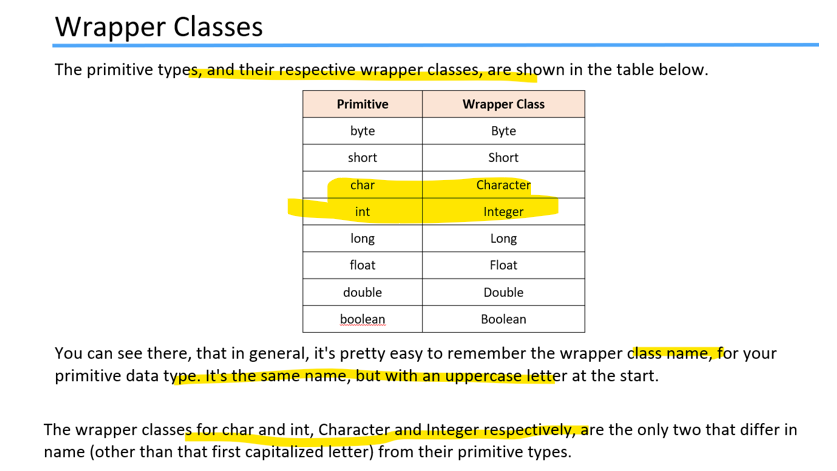 Wrapper Classes
The primitive types, and their respective wrapper classes, are shown in the table below.
Primitive Wrapper Class
byte Byte
short Short
char Character
int Integer
long Long
float Float
double Double
boolean Boolean
You can see there, that in general, it's pretty easy to remember the wrapper class name, for your
primitive data type. It's the same name, but with an uppercase letter at the start.
The wrapper classes for char and int, Character and Integer respectively, are the only two that differ in
name (other than that first capitalized letter) from their primitive types.